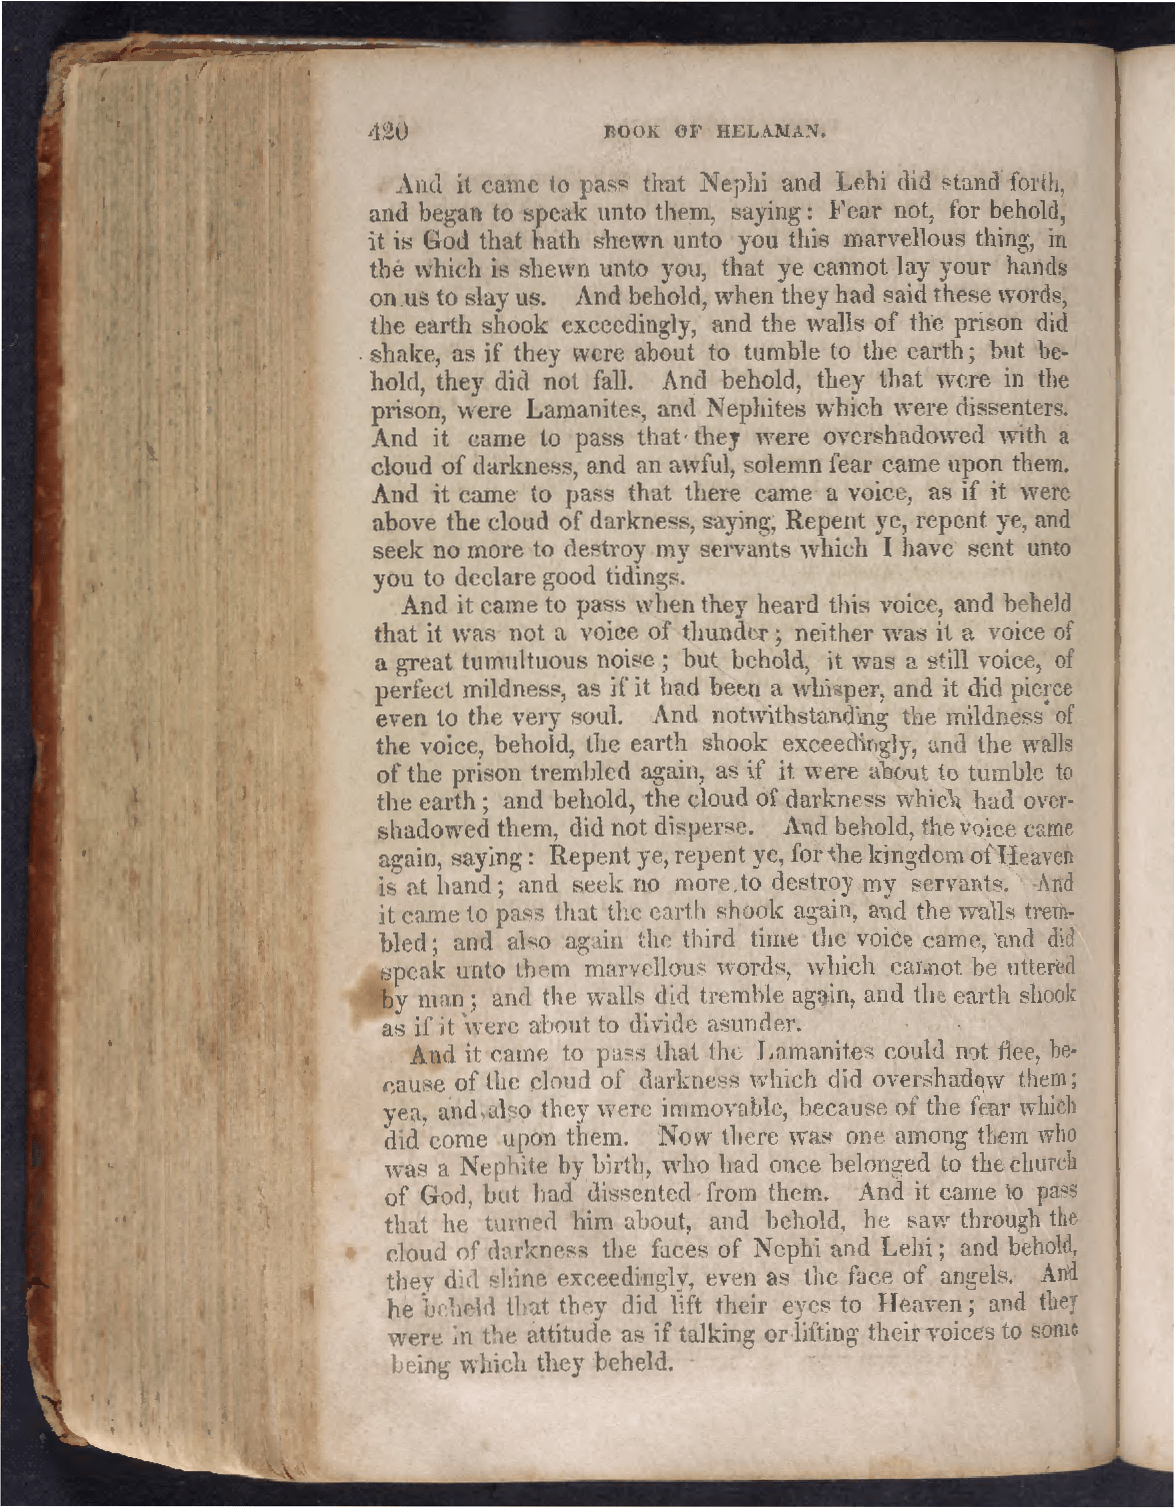 420 BOOK OF HELAMAN.
And it came to pass that Nephi and Lehi did stand forth,
and began to speak unto them, saying: Fear not, for behold,
it is God that hath shewn unto you this marvellous thing, in
the which is shewn unto you, that ye cannot lay your hands
on us to slay us. And behold, when they had said these words,
the earth shook exceedingly, and the walls of the prison did
shake, as if they were about to tumble to the earth; but be-
hold, they did not fall. And behold, they that were in the
prison, were Lamanites, and Nephites which were dissenters.
And it came to pass that they were overshadowed with a
cloud of darkness, and an awful, solemn fear came upon them.
And it came to pass that there came a voice, as if it were
above the cloud of darkness, saying, Repent ye, repent ye, and
seek no more to destroy my servants which I have sent unto
you to declare good tidings.
And it came to pass when they heard this voice, and beheld
that it was not a voice of thunder; neither was it a voice of
a great tumultuous noise; but behold, it was a still voice, of
perfect mildness, as if it had been a whisper, and it did pierce
even to the very soul. And notwithstanding the mildness of
the voice, behold, the earth shook exceedingly, and the walls
of the prison trembled again, as if it were about to tumble to
the earth; and behold, the cloud of darkness which had over-
shadowed them, did not disperse. And behold, the voice came
again, saying: Repent ye, repent ye, for the kingdom of Heaven
is at hand; and seek no more to destroy my servants. And
it came to pass that the earth shook again, and the walls trem-
bled; and also again the third time the voice came, and did
speak unto them marvellous words, which cannot be uttered
by man; and the walls did tremble again, and the earth shook
as if it were about to divide asunder.
And it came to pass that the Lamanites could not flee, be-
cause of the cloud of darkness which did overshadow them;
yea, and also they were immovable, because of the fear which
did come upon them. Now there was one among them who
was a Nephite by birth, who had once belonged to the church
of God, but had dissented from them. And it came to pass
that he turned him about, and behold, he saw through the
cloud of darkness the faces of Nephi and Lehi; and behold,
they did shine exceedingly, even as the face of angels. And
he beheld that they did lift their eyes to Heaven; and they
were in the attitude as if talking or lifting their voices to some
being which they beheld.